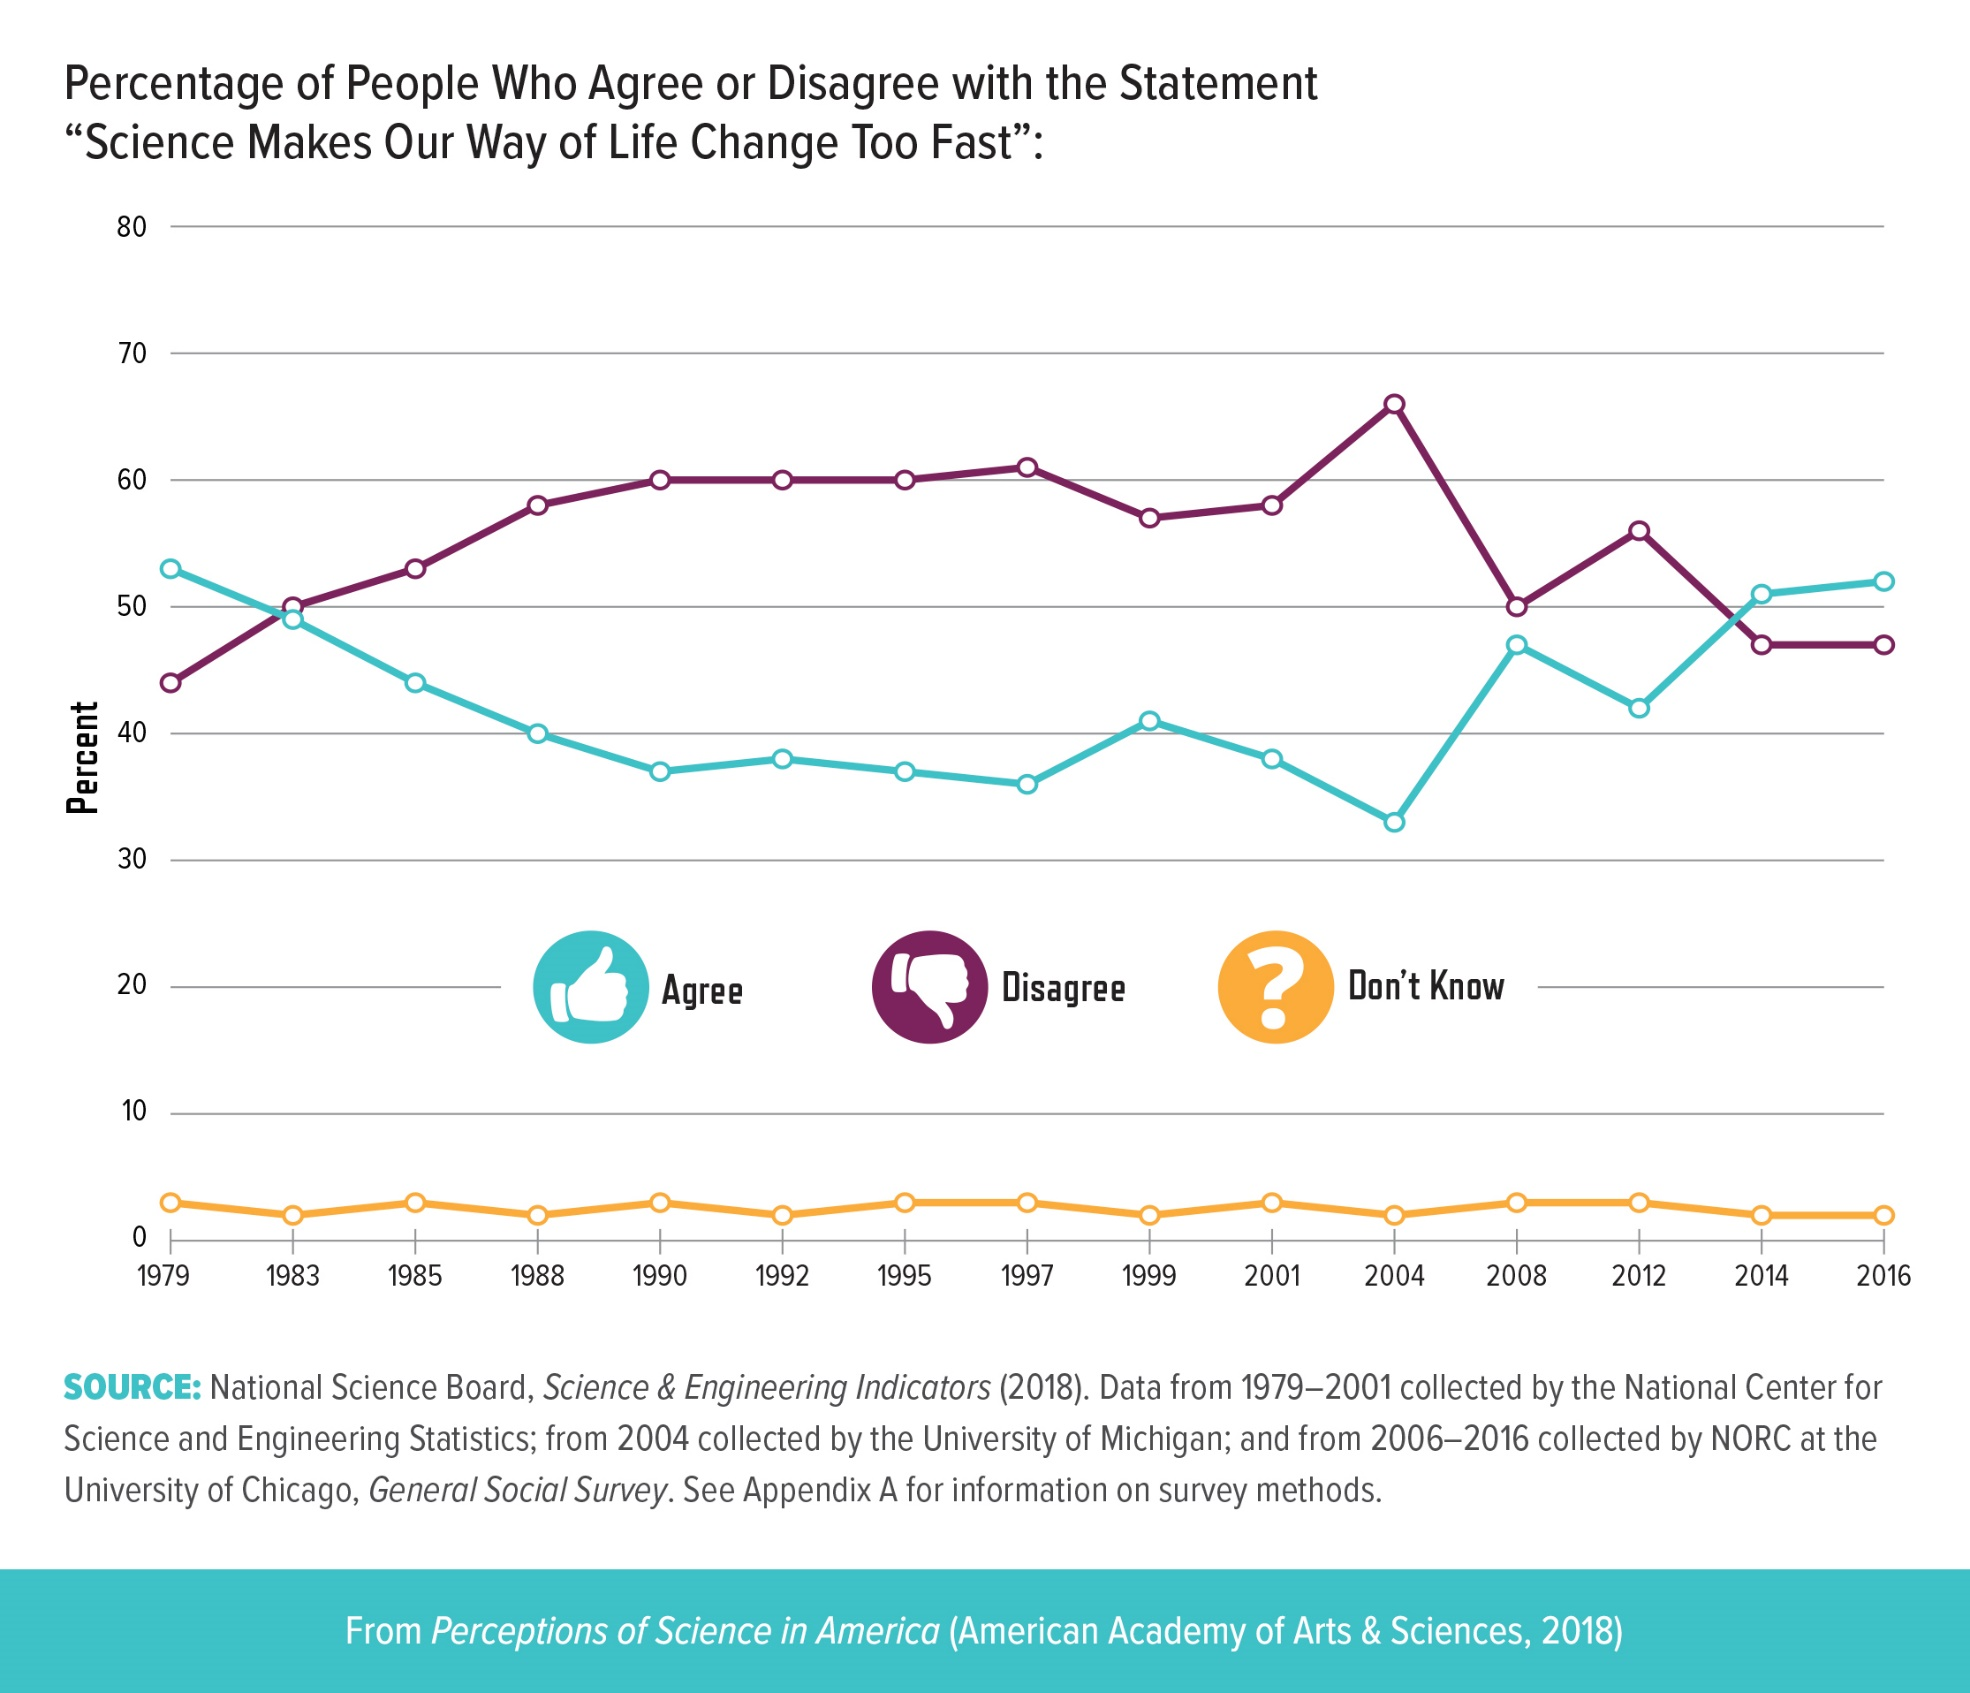 Percentage of People Who Agree or Disagree with the Statement
“Science Makes Our Way of Life Change Too Fast”:
80
70
60
50
40
30
20
10
0
Percent
Agree
Disagree
Don’t Know
1979
1983
1985
1988
1990
1992
1995
1997
1999
2001
2004
2008
2012
2014
2016
SOURCE: National Science Board, Science & Engineering Indicators (2018). Data from 1979–2001 collected by the National Center for
Science and Engineering Statistics; from 2004 collected by the University of Michigan; and from 2006–2016 collected by NORC at the
University of Chicago, General Social Survey. See Appendix A for information on survey methods.
From Perceptions of Science in America (American Academy of Arts & Sciences, 2018)